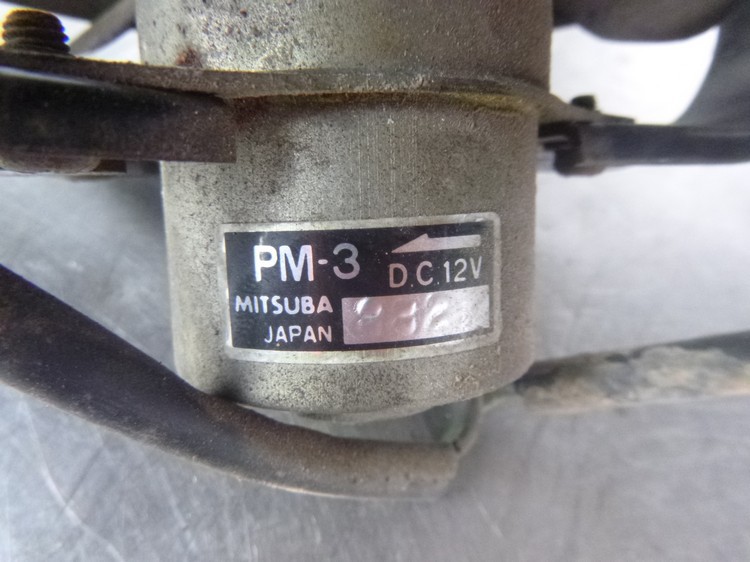 PM-3
D.C.12V
MITSUBA
JAPAN